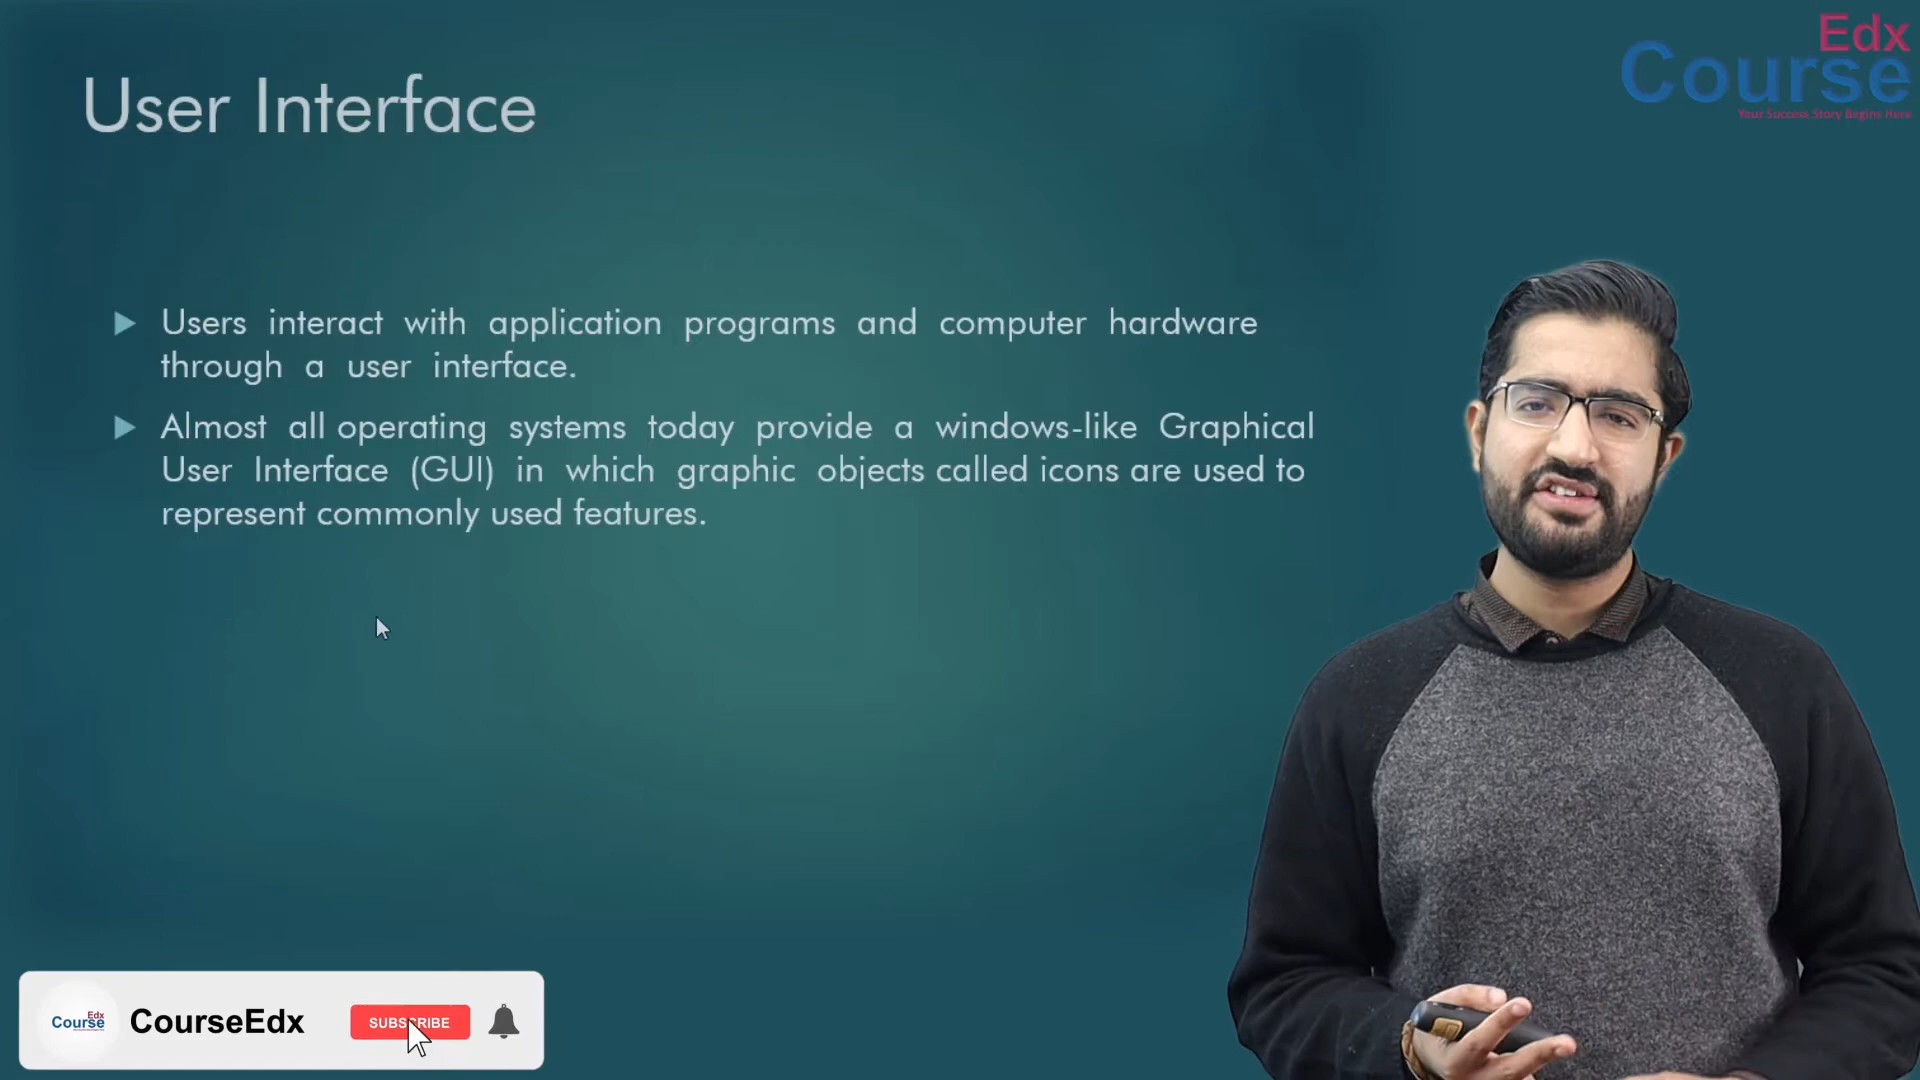 Edx
Course
Your Success Story Begins Here
User Interface
Users interact with application programs and computer hardware
through a user interface.
Almost all operating systems today provide a windows-like Graphical
User Interface (GUI) in which graphic objects called icons are used to
represent commonly used features.
Edx
Course
CourseEdx
SUBSCRIBE